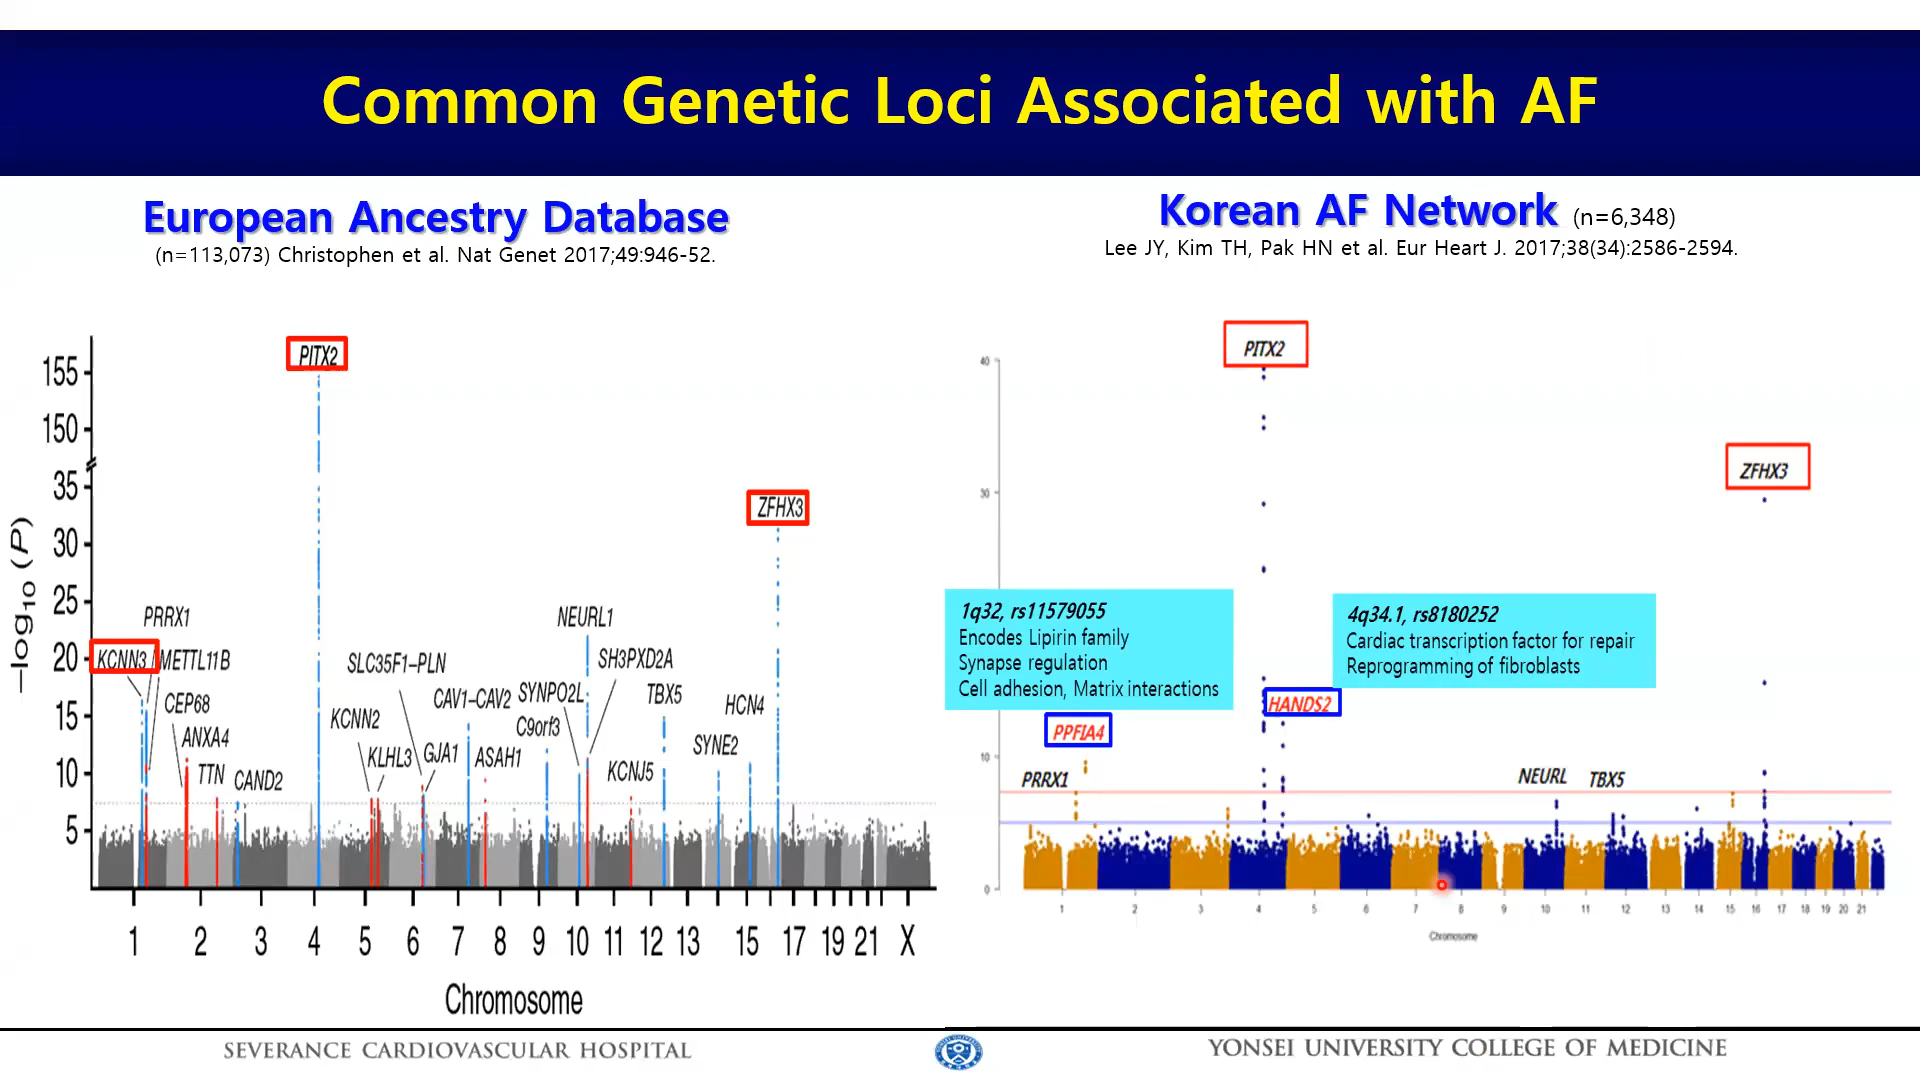 Common Genetic Loci Associated with AF
European Ancestry Database
(n=113,073) Christophen et al. Nat Genet 2017;49:946-52.
Korean AF Network (n=6,348)
Lee JY, Kim TH, Pak HN et al. Eur Heart J. 2017;38(34):2586-2594.
−log10 (P)
155
150
35
30
25
20
15
10
5
PITX2
ZFHX3
PRRX1
KCNN3
METTL11B
CEP68
ANXA4
TTN
CAND2
SLC35F1–PLN
KCNN2
KLHL3
GJA1
CAV1–CAV2
ASAH1
SYNPO2L
C9orf3
NEURL1
SH3PXD2A
KCNJ5
TBX5
SYNE2
HCN4
1 2 3 4 5 6 7 8 9 10 11 12 13 15 17 19 21 X
Chromosome
40
30
10
0
PITX2
ZFHX3
1q32, rs11579055
Encodes Lipirin family
Synapse regulation
Cell adhesion, Matrix interactions
4q34.1, rs8180252
Cardiac transcription factor for repair
Reprogramming of fibroblasts
HANDS2
PPFIA4
PRRX1
NEURL
TBX5
1 2 3 4 5 6 7 8 9 10 11 12 13 14 15 16 17 18 19 20 21
Chromosome
SEVERANCE CARDIOVASCULAR HOSPITAL
YONSEI UNIVERSITY COLLEGE OF MEDICINE